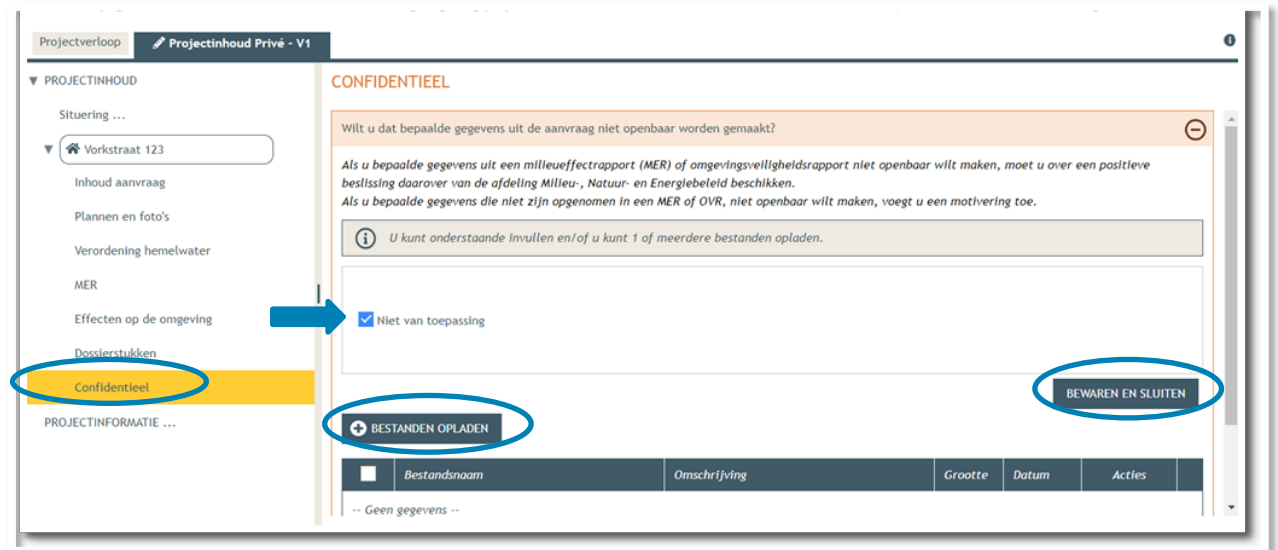 Projectverloop
Projectinhoud Privé - V1
PROJECTINHOUD
Situering ...
Vorkstraat 123
Inhoud aanvraag
Plannen en foto's
Verordening hemelwater
MER
Effecten op de omgeving
Dossierstukken
Confidentieel
PROJECTINFORMATIE ...
CONFIDENTIEEL
Wilt u dat bepaalde gegevens uit de aanvraag niet openbaar worden gemaakt?
Als u bepaalde gegevens uit een milieueffectrapport (MER) of omgevingsveiligheidsrapport niet openbaar wilt maken, moet u over een positieve
beslissing daarover van de afdeling Milieu-, Natuur- en Energiebeleid beschikken.
Als u bepaalde gegevens die niet zijn opgenomen in een MER of OVR, niet openbaar wilt maken, voegt u een motivering toe.
U kunt onderstaande invullen en/of u kunt 1 of meerdere bestanden opladen.
Niet van toepassing
BEWAREN EN SLUITEN
BESTANDEN OPLADEN
Bestandsnaam Omschrijving Grootte Datum Acties
-- Geen gegevens --